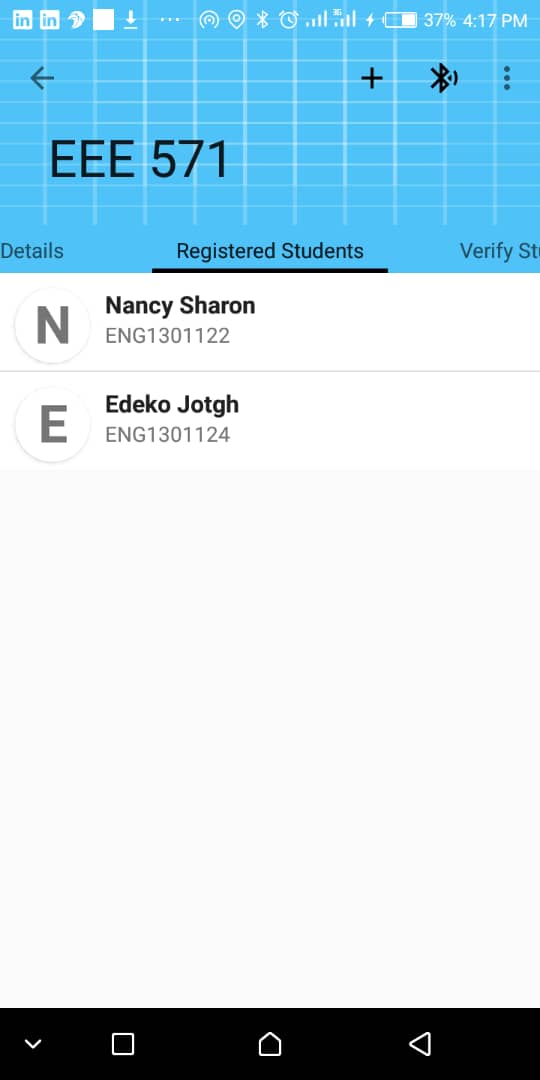 37% 4:17 PM
EEE 571
Details Registered Students Verify St
N
Nancy Sharon
ENG1301122
E
Edeko Jotgh
ENG1301124